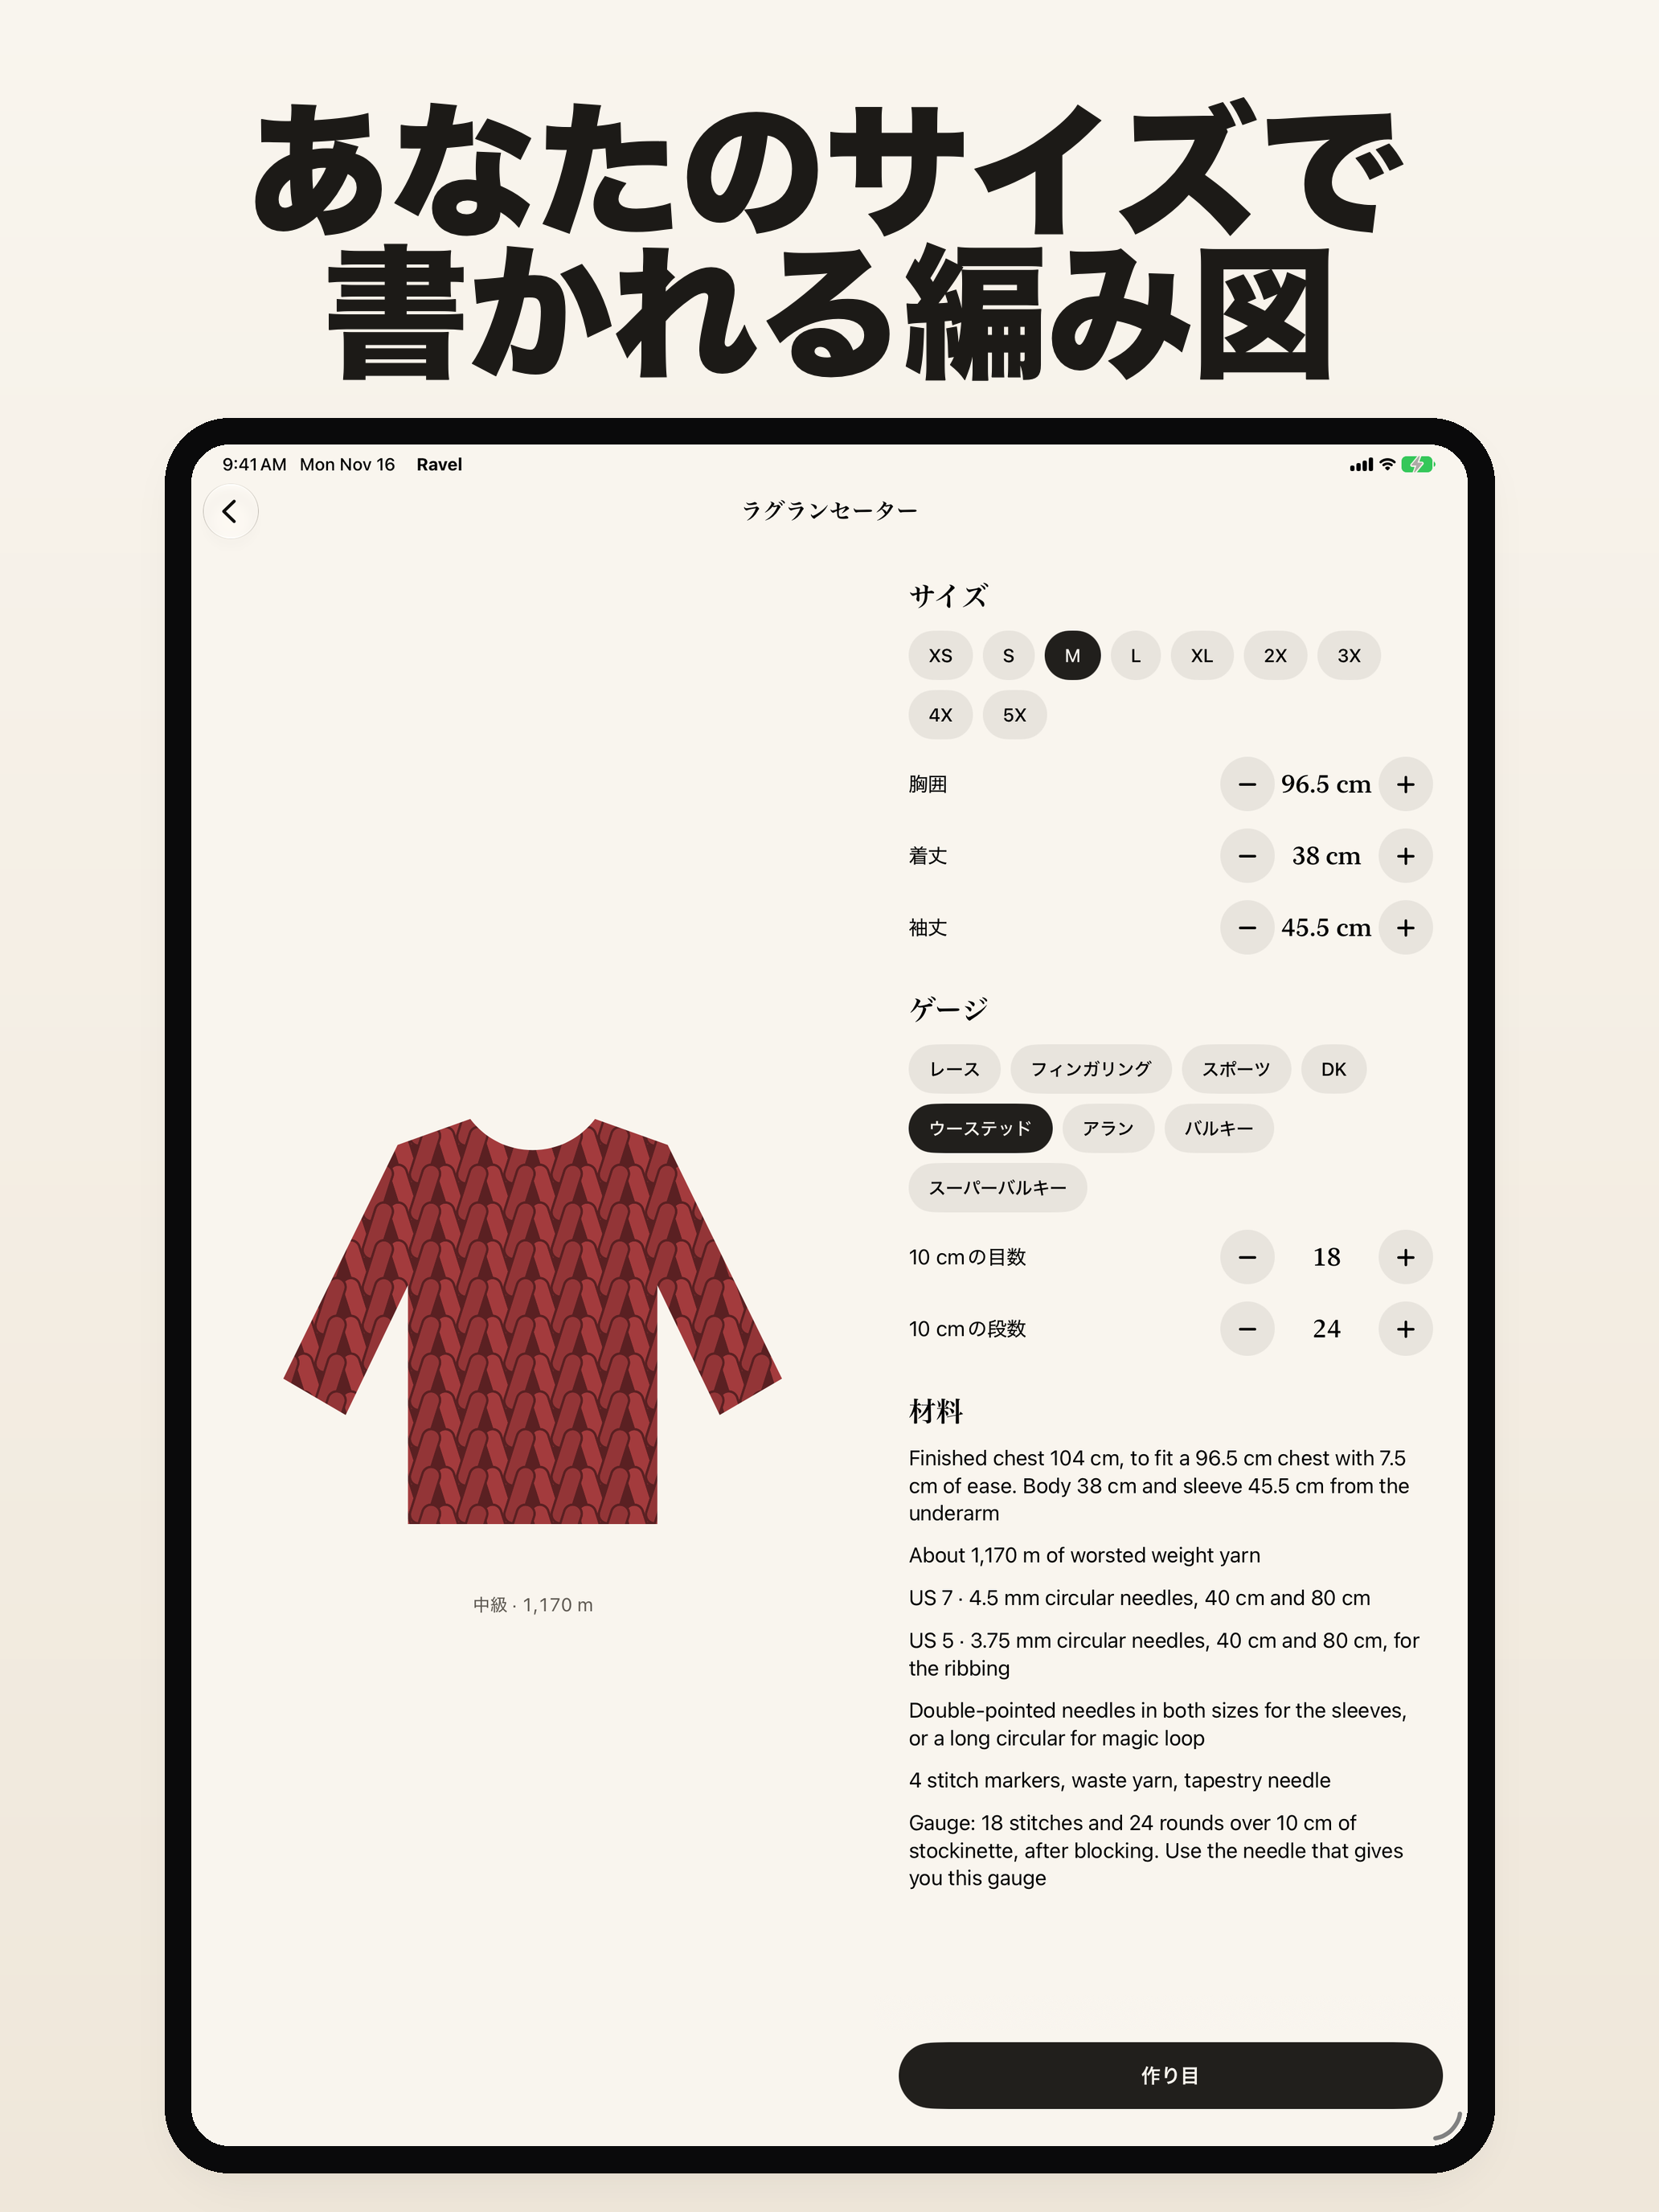 あなたのサイズで
書かれる編み図
9:41 AM Mon Nov 16 Ravel
ラグランセーター
サイズ
XS S M L XL 2X 3X
4X 5X
胸囲 − 96.5 cm +
着丈 − 38 cm +
袖丈 − 45.5 cm +
ゲージ
レース フィンガリング スポーツ DK
ウーステッド アラン バルキー
スーパーバルキー
10 cmの目数 − 18 +
10 cmの段数 − 24 +
材料
Finished chest 104 cm, to fit a 96.5 cm chest with 7.5
cm of ease. Body 38 cm and sleeve 45.5 cm from the
underarm
About 1,170 m of worsted weight yarn
US 7 · 4.5 mm circular needles, 40 cm and 80 cm
中級 · 1,170 m
US 5 · 3.75 mm circular needles, 40 cm and 80 cm, for
the ribbing
Double-pointed needles in both sizes for the sleeves,
or a long circular for magic loop
4 stitch markers, waste yarn, tapestry needle
Gauge: 18 stitches and 24 rounds over 10 cm of
stockinette, after blocking. Use the needle that gives
you this gauge
作り目